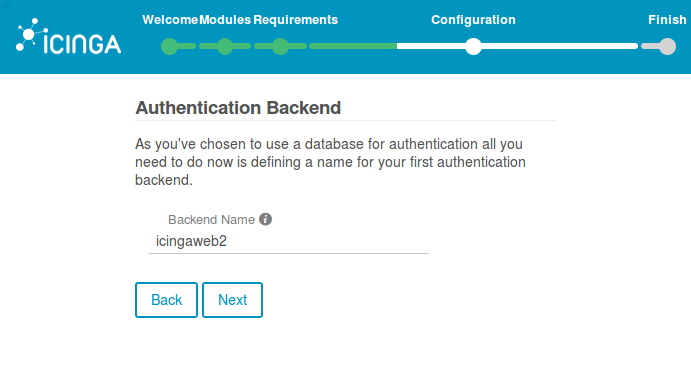 Welcome Modules Requirements Configuration Finish
ICINGA
Authentication Backend
As you've chosen to use a database for authentication all you
need to do now is defining a name for your first authentication
backend.
Backend Name i
icingaweb2
Back Next